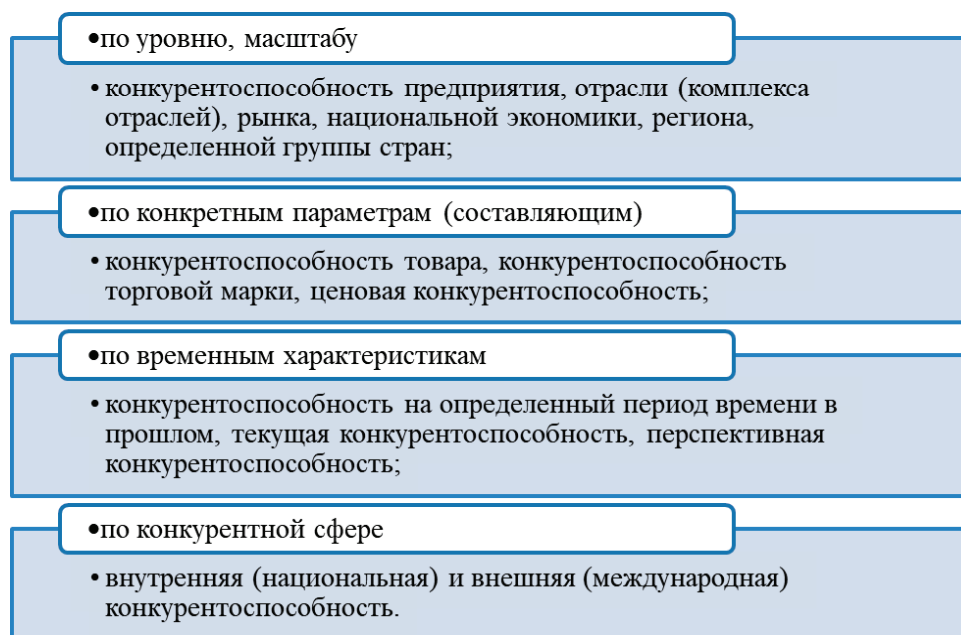 •по уровню, масштабу
• конкурентоспособность предприятия, отрасли (комплекса
отраслей), рынка, национальной экономики, региона,
определенной группы стран;
•по конкретным параметрам (составляющим)
• конкурентоспособность товара, конкурентоспособность
торговой марки, ценовая конкурентоспособность;
•по временным характеристикам
• конкурентоспособность на определенный период времени в
прошлом, текущая конкурентоспособность, перспективная
конкурентоспособность;
•по конкурентной сфере
• внутренняя (национальная) и внешняя (международная)
конкурентоспособность.